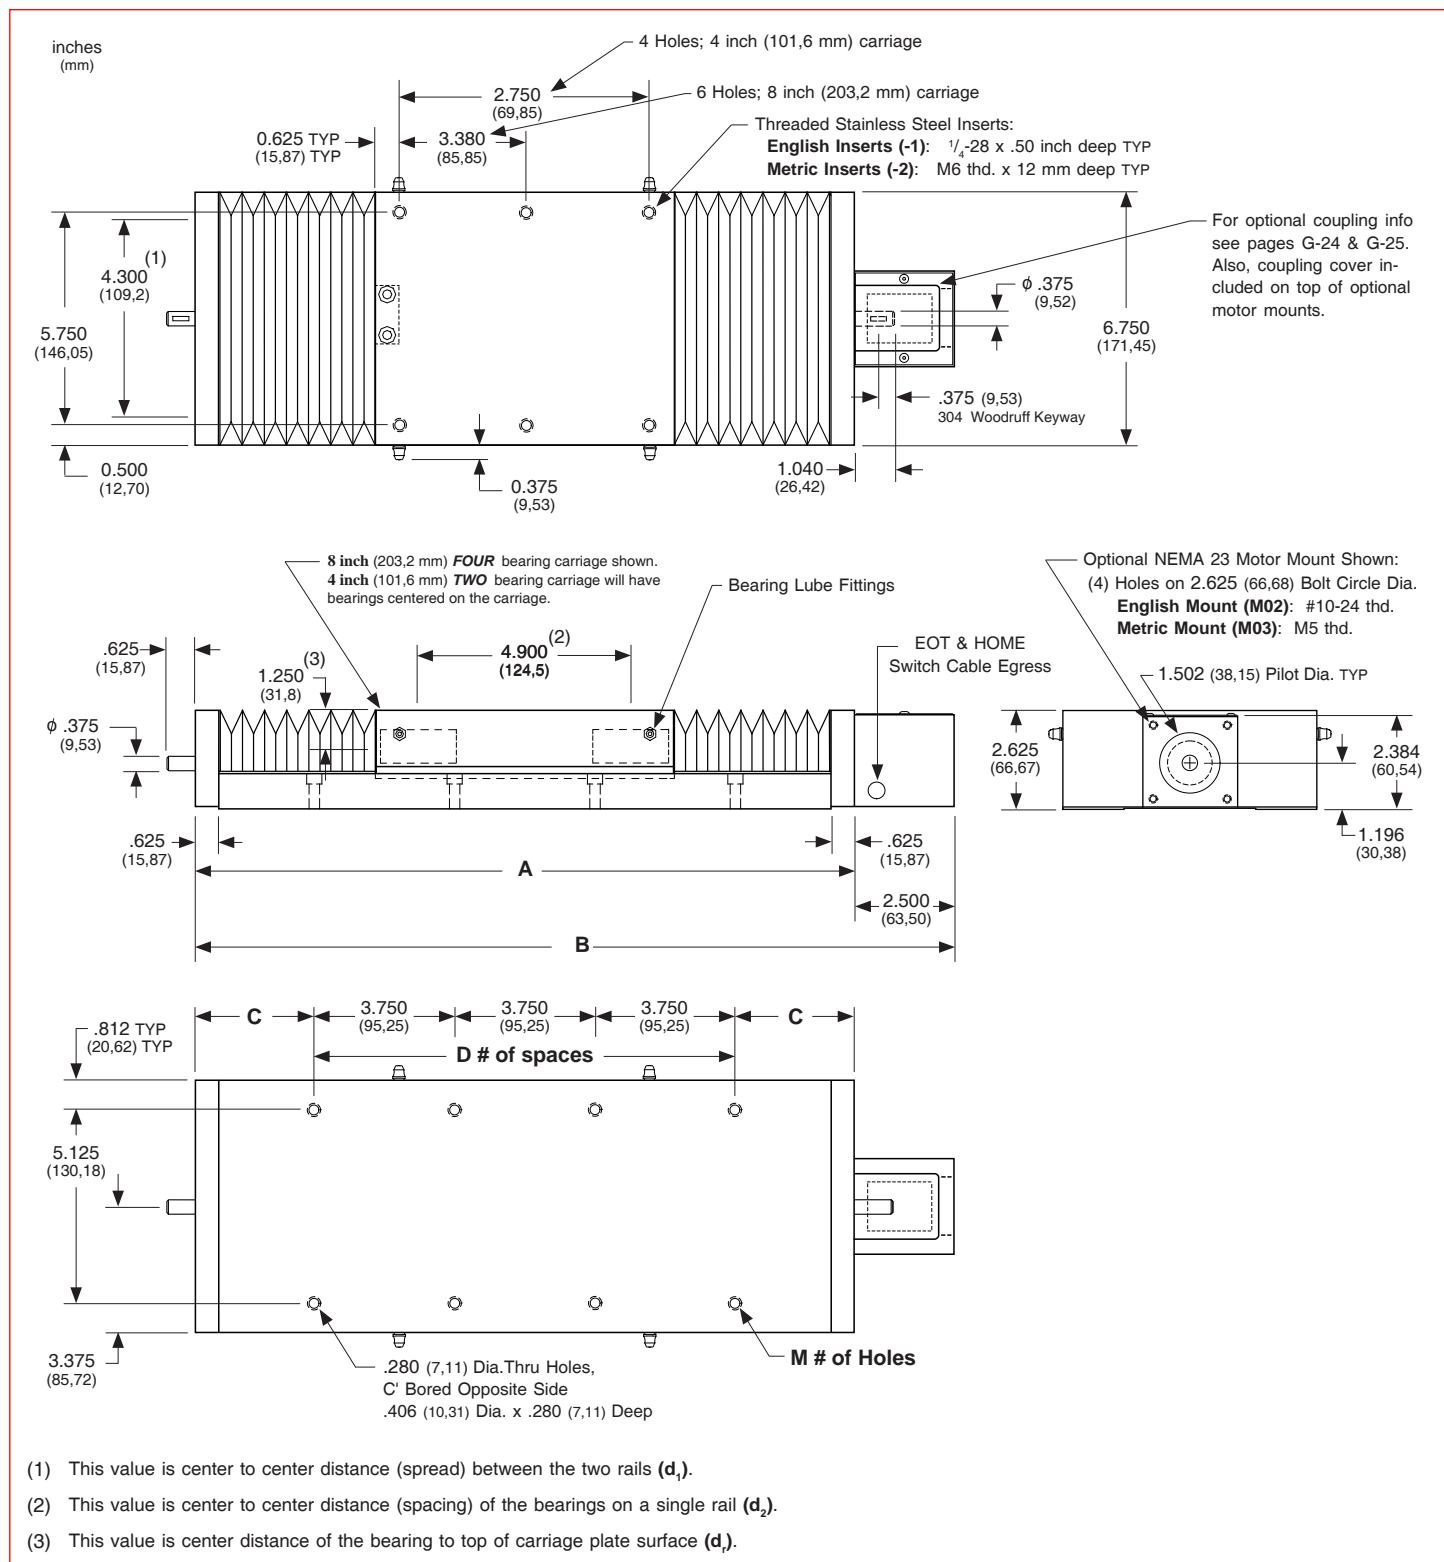 inches
(mm)
4 Holes; 4 inch (101,6 mm) carriage
2.750
(69,85)
6 Holes; 8 inch (203,2 mm) carriage
0.625 TYP
(15,87) TYP
3.380
(85,85)
Threaded Stainless Steel Inserts:
English Inserts (-1): 1/4-28 x .50 inch deep TYP
Metric Inserts (-2): M6 thd. x 12 mm deep TYP
For optional coupling info
see pages G-24 & G-25.
Also, coupling cover in-
cluded on top of optional
motor mounts.
(1)
4.300
(109,2)
ϕ .375
(9,52)
5.750
(146,05)
6.750
(171,45)
.375 (9,53)
304 Woodruff Keyway
0.500
(12,70)
0.375
(9,53)
1.040
(26,42)
8 inch (203,2 mm) FOUR bearing carriage shown.
4 inch (101,6 mm) TWO bearing carriage will have
bearings centered on the carriage.
Bearing Lube Fittings
Optional NEMA 23 Motor Mount Shown:
(4) Holes on 2.625 (66,68) Bolt Circle Dia.
English Mount (M02): #10-24 thd.
Metric Mount (M03): M5 thd.
.625
(15,87)
(3)
1.250
(31,8)
(2)
4.900
(124,5)
EOT & HOME
Switch Cable Egress
1.502 (38,15) Pilot Dia. TYP
ϕ .375
(9,53)
2.625
(66,67)
2.384
(60,54)
1.196
(30,38)
.625
(15,87)
.625
(15,87)
A
2.500
(63,50)
B
C
3.750
(95,25)
3.750
(95,25)
3.750
(95,25)
C
.812 TYP
(20,62) TYP
D # of spaces
5.125
(130,18)
3.375
(85,72)
.280 (7,11) Dia.Thru Holes,
C' Bored Opposite Side
.406 (10,31) Dia. x .280 (7,11) Deep
M # of Holes
(1) This value is center to center distance (spread) between the two rails (d1).
(2) This value is center to center distance (spacing) of the bearings on a single rail (d2).
(3) This value is center distance of the bearing to top of carriage plate surface (dr).